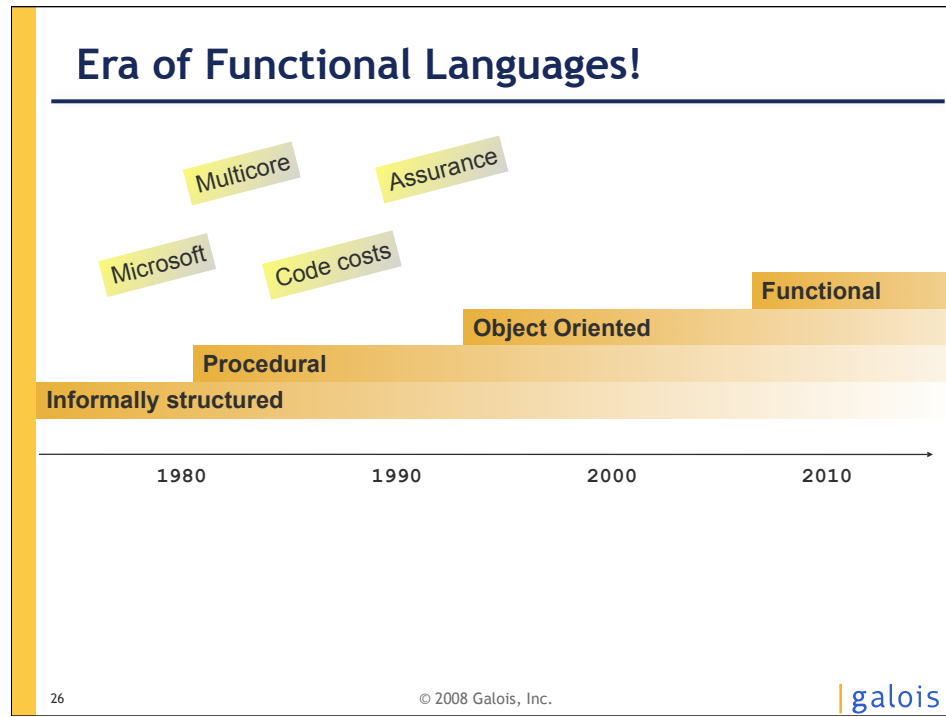 Era of Functional Languages!
Multicore
Assurance
Microsoft
Code costs
Functional
Object Oriented
Procedural
Informally structured
1980 1990 2000 2010
26 © 2008 Galois, Inc. galois